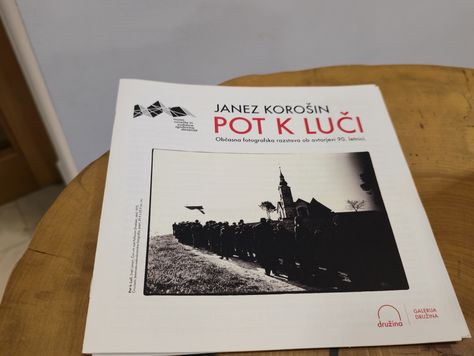 JANEZ KOROŠIN
POT K LUČI
Občasna fotografska razstava ob avtorjevi 90. letnici
družina
GALERIJA
DRUŽINA